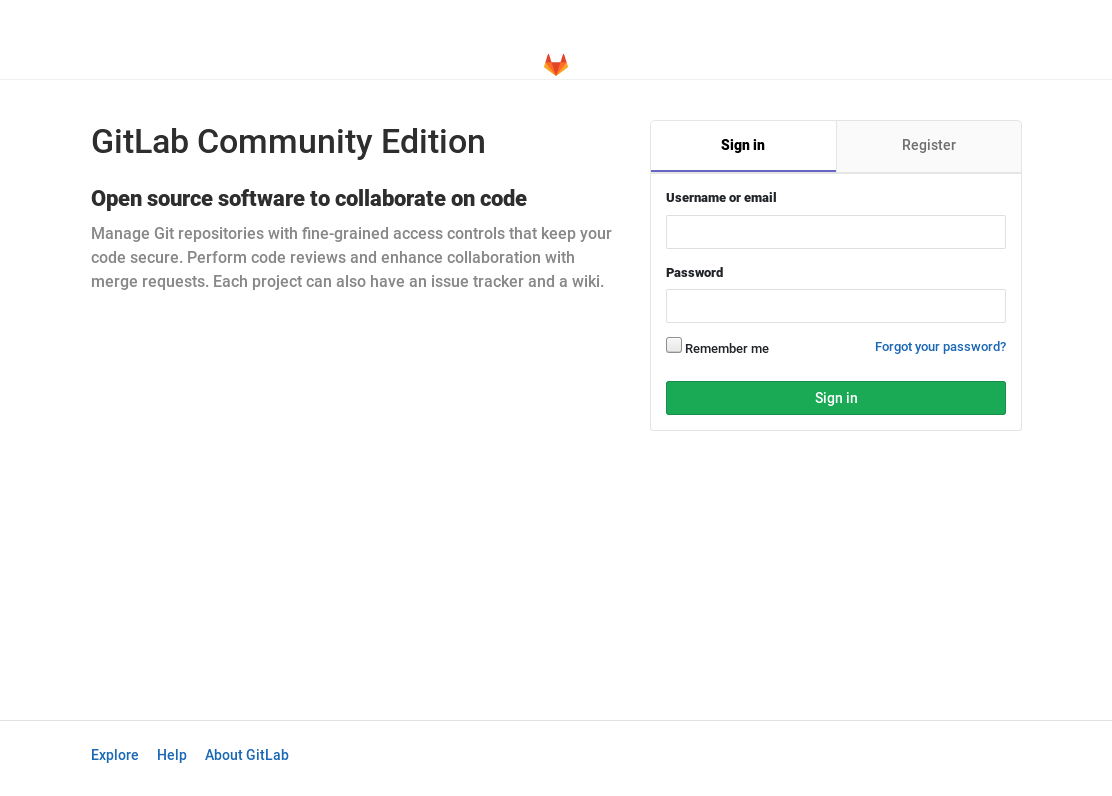 GitLab Community Edition
Open source software to collaborate on code
Manage Git repositories with fine-grained access controls that keep your
code secure. Perform code reviews and enhance collaboration with
merge requests. Each project can also have an issue tracker and a wiki.
Sign in Register
Username or email
Password
Remember me Forgot your password?
Sign in
Explore Help About GitLab